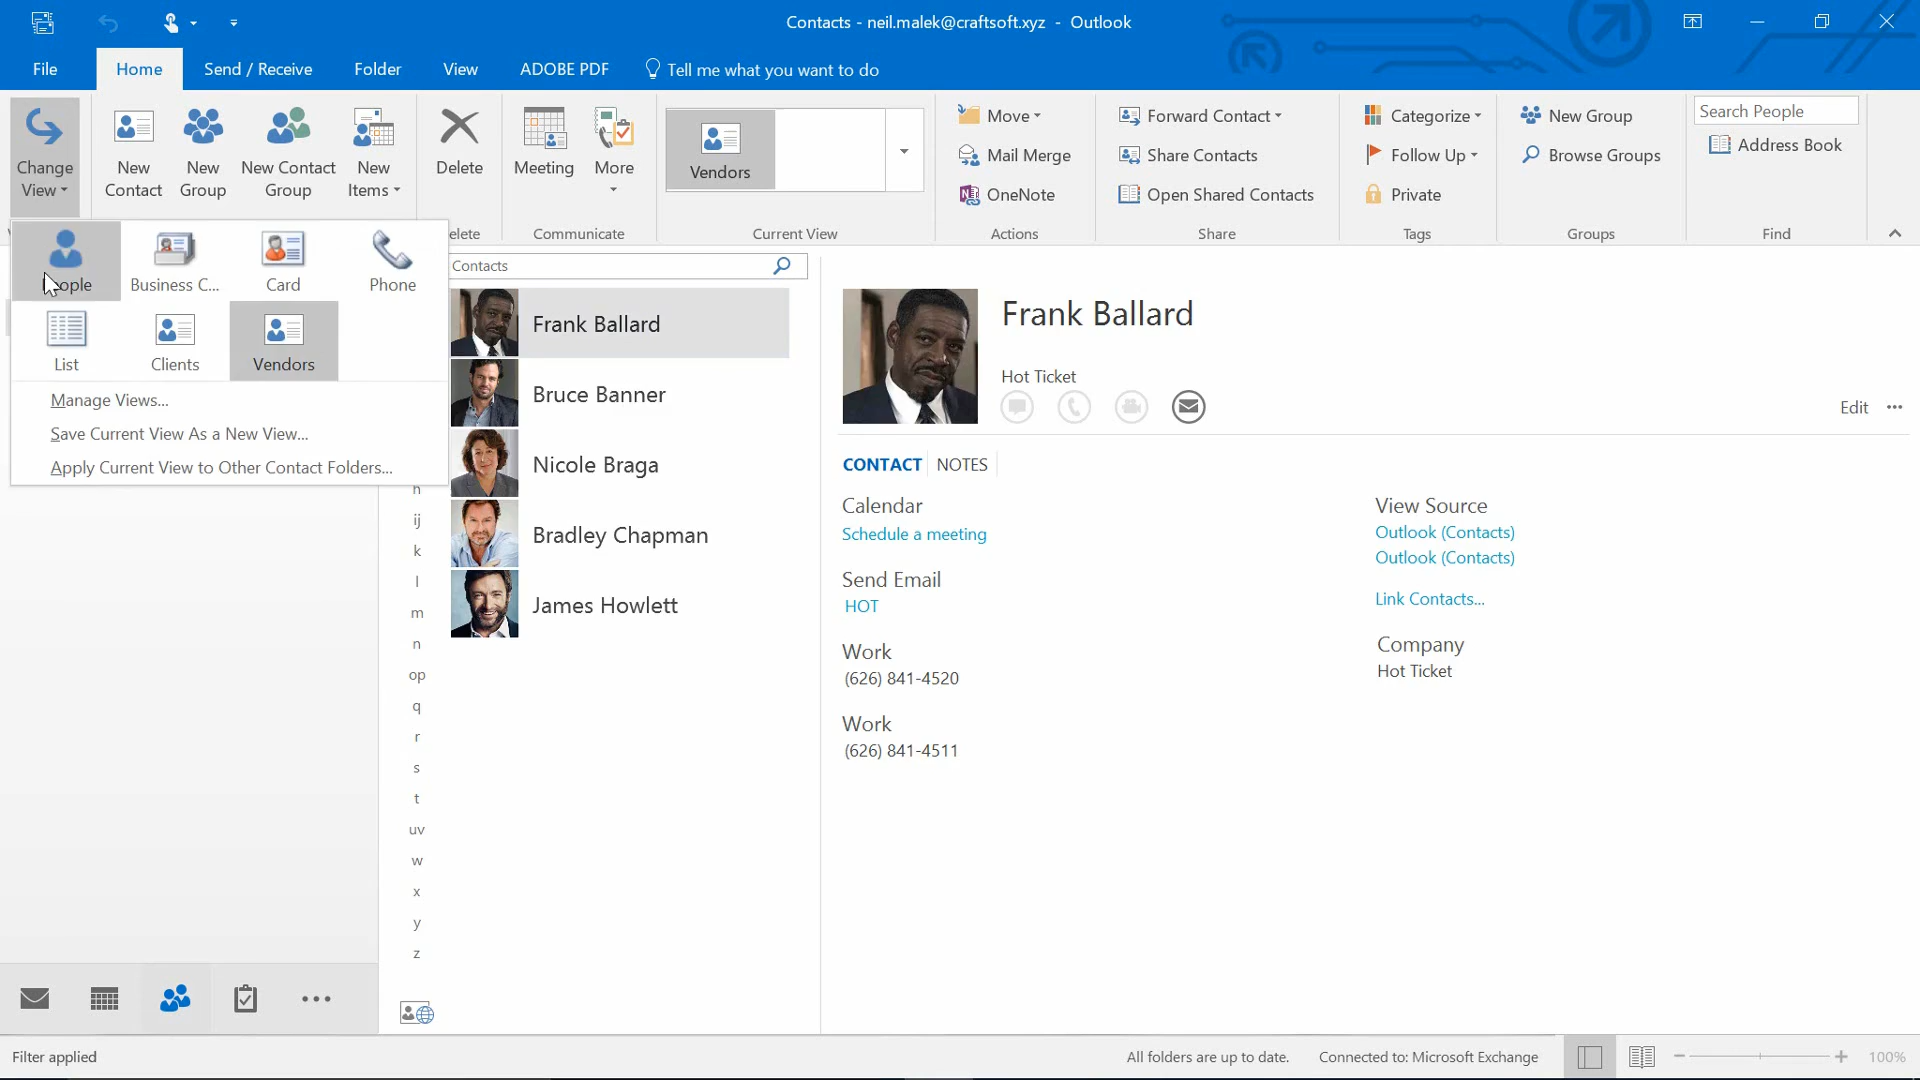 Contacts - neil.malek@craftsoft.xyz - Outlook
File
Home
Send / Receive
Folder
View
ADOBE PDF
Tell me what you want to do
Change View
New Contact
New Group
New Contact Group
New Items
Delete
Meeting
More
Vendors
Move
Mail Merge
OneNote
Forward Contact
Share Contacts
Open Shared Contacts
Categorize
Follow Up
Private
New Group
Browse Groups
Search People
Address Book
elete
Communicate
Current View
Actions
Share
Tags
Groups
Find
People
Business C...
Card
Phone
List
Clients
Vendors
Manage Views...
Save Current View As a New View...
Apply Current View to Other Contact Folders...
Contacts
Frank Ballard
Bruce Banner
Nicole Braga
Bradley Chapman
James Howlett
h
ij
k
l
m
n
op
q
r
s
t
uv
w
x
y
z
Frank Ballard
Hot Ticket
Edit
CONTACT
NOTES
Calendar
Schedule a meeting
Send Email
HOT
Work
(626) 841-4520
Work
(626) 841-4511
View Source
Outlook (Contacts)
Outlook (Contacts)
Link Contacts...
Company
Hot Ticket
Filter applied
All folders are up to date.
Connected to: Microsoft Exchange
100%